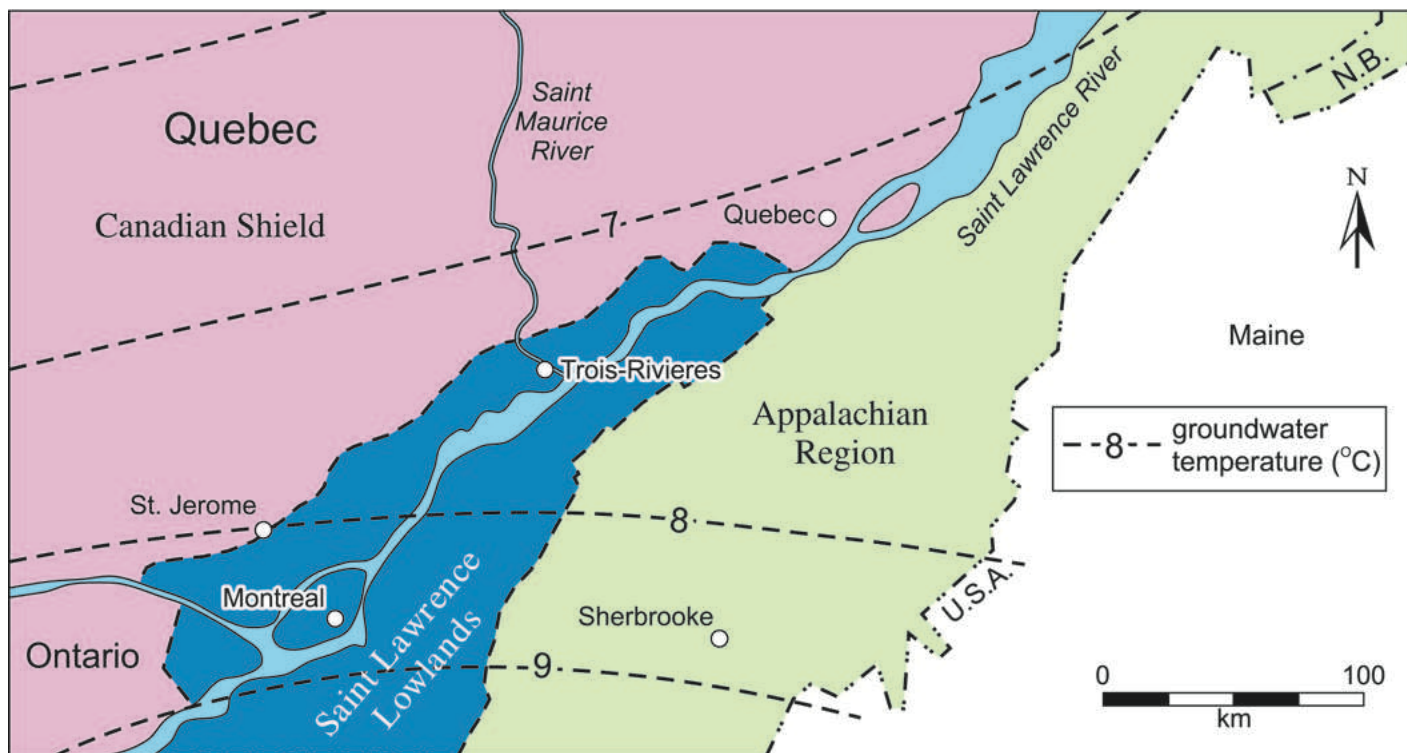 Quebec
Canadian Shield
Saint
Maurice
River
7
Quebec
Saint Lawrence River
N.B.
N
Maine
Trois-Rivieres
Appalachian
Region
8 groundwater
temperature (°C)
St. Jerome
8
Montreal
Saint Lawrence
Lowlands
Sherbrooke
U.S.A.
Ontario
9
0 100
km